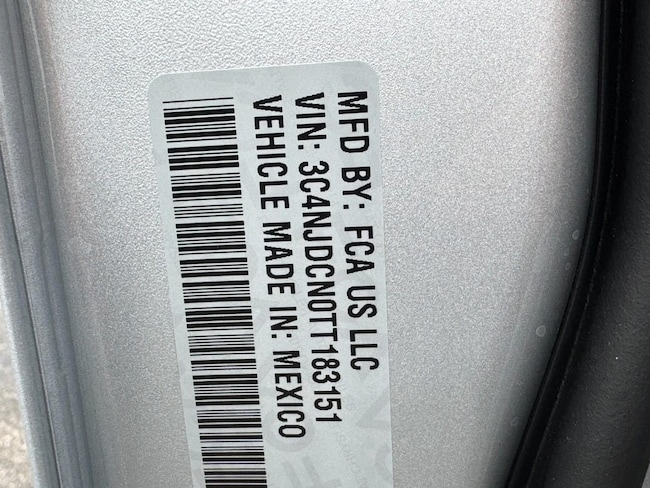 MFD BY: FCA US LLC
VIN: 3C4NJDCN0TT183151
VEHICLE MADE IN: MEXICO